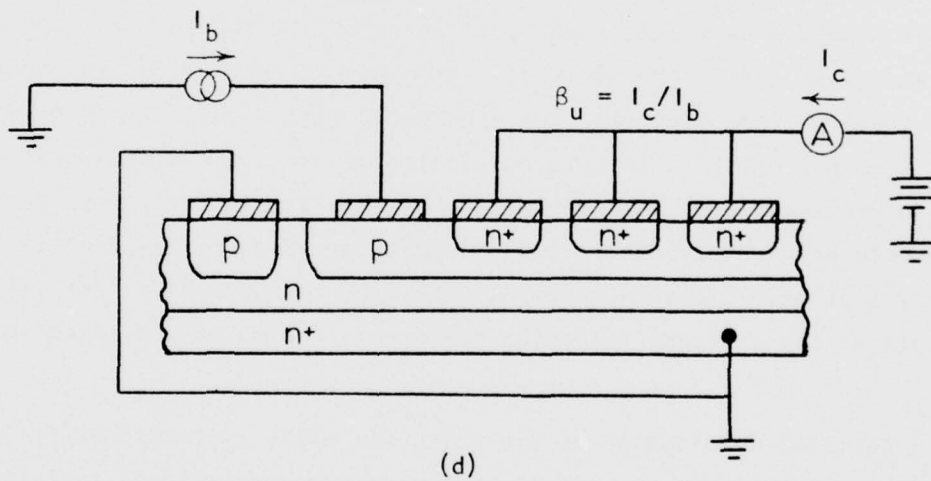 I_b
I_c
β_u = I_c/I_b
A
n+ n+ n+
p p
n
n+
(d)